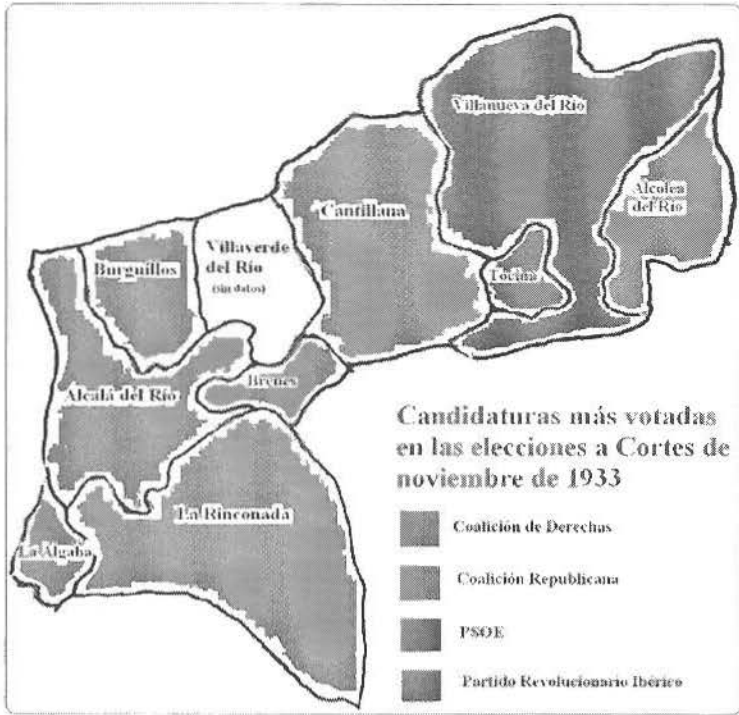 Villanueva del Río
Alcolea
del Río
Cantillana
Tocina
Villaverde
del Río
(sin datos)
Burguillos
Brenes
Alcalá del Río
La Rinconada
La Algaba
Candidaturas más votadas
en las elecciones a Cortes de
noviembre de 1933
Coalición de Derechas
Coalición Republicana
PSOE
Partido Revolucionario Ibérico